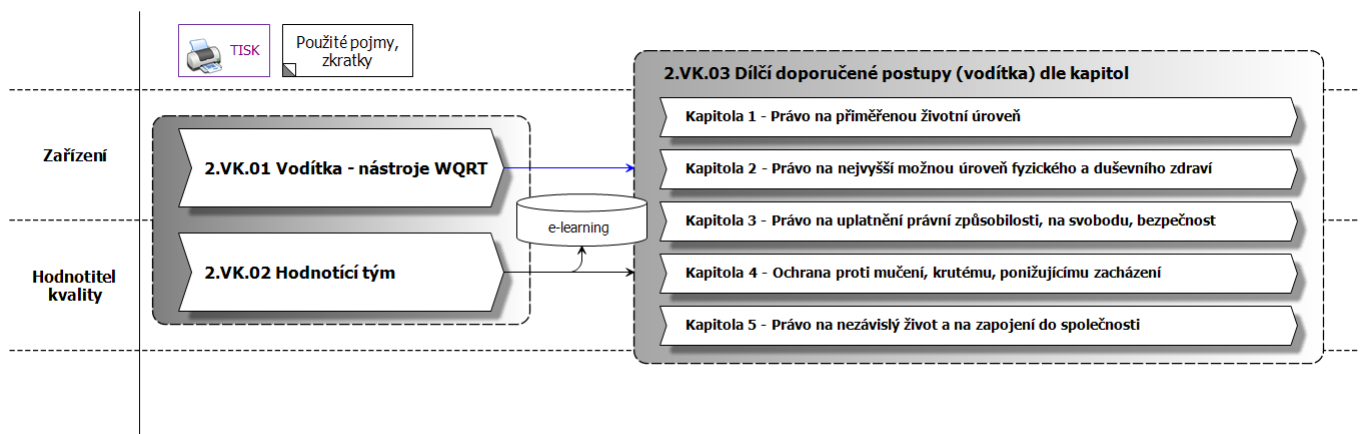 TISK
Použité pojmy,
zkratky
2.VK.03 Dílčí doporučené postupy (vodítka) dle kapitol
Kapitola 1 - Právo na přiměřenou životní úroveň
Zařízení
2.VK.01 Vodítka - nástroje WQRT
Kapitola 2 - Právo na nejvyšší možnou úroveň fyzického a duševního zdraví
Kapitola 3 - Právo na uplatnění právní způsobilosti, na svobodu, bezpečnost
e-learning
Hodnotitel
kvality
2.VK.02 Hodnotící tým
Kapitola 4 - Ochrana proti mučení, krutému, ponižujícímu zacházení
Kapitola 5 - Právo na nezávislý život a na zapojení do společnosti